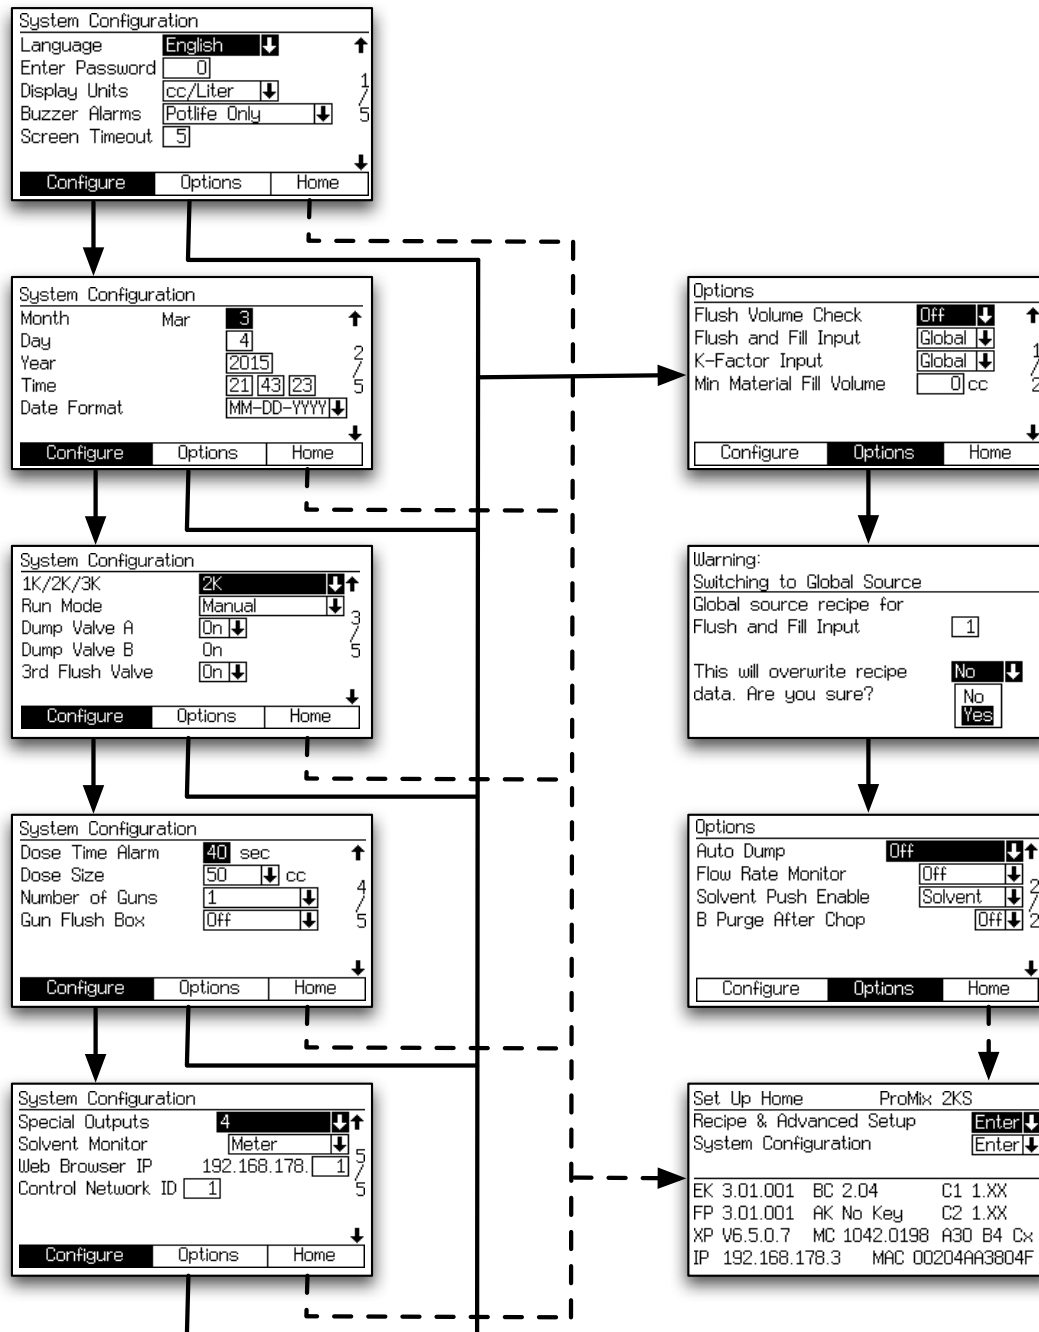 System Configuration
Language English
Enter Password 0
Display Units cc/Liter
Buzzer Alarms Potlife Only
Screen Timeout 5
1/5
Configure Options Home
System Configuration
Month Mar 3
Day 4
Year 2015
Time 21 43 23
Date Format MM-DD-YYYY
2/5
Configure Options Home
System Configuration
1K/2K/3K 2K
Run Mode Manual
Dump Valve A On
Dump Valve B On
3rd Flush Valve On
3/5
Configure Options Home
System Configuration
Dose Time Alarm 40 sec
Dose Size 50 cc
Number of Guns 1
Gun Flush Box Off
4/5
Configure Options Home
System Configuration
Special Outputs 4
Solvent Monitor Meter
Web Browser IP 192.168.178. 1
Control Network ID 1
5/5
Configure Options Home
Options
Flush Volume Check Off
Flush and Fill Input Global
K-Factor Input Global
Min Material Fill Volume 0 cc
1/2
Configure Options Home
Warning:
Switching to Global Source
Global source recipe for
Flush and Fill Input 1
This will overwrite recipe No
data. Are you sure? No
Yes
Options
Auto Dump Off
Flow Rate Monitor Off
Solvent Push Enable Solvent
B Purge After Chop Off
2/2
Configure Options Home
Set Up Home ProMix 2KS
Recipe & Advanced Setup Enter
System Configuration Enter
EK 3.01.001 BC 2.04 C1 1.XX
FP 3.01.001 AK No Key C2 1.XX
XP V6.5.0.7 MC 1042.0198 A30 B4 Cx
IP 192.168.178.3 MAC 00204AA3804F